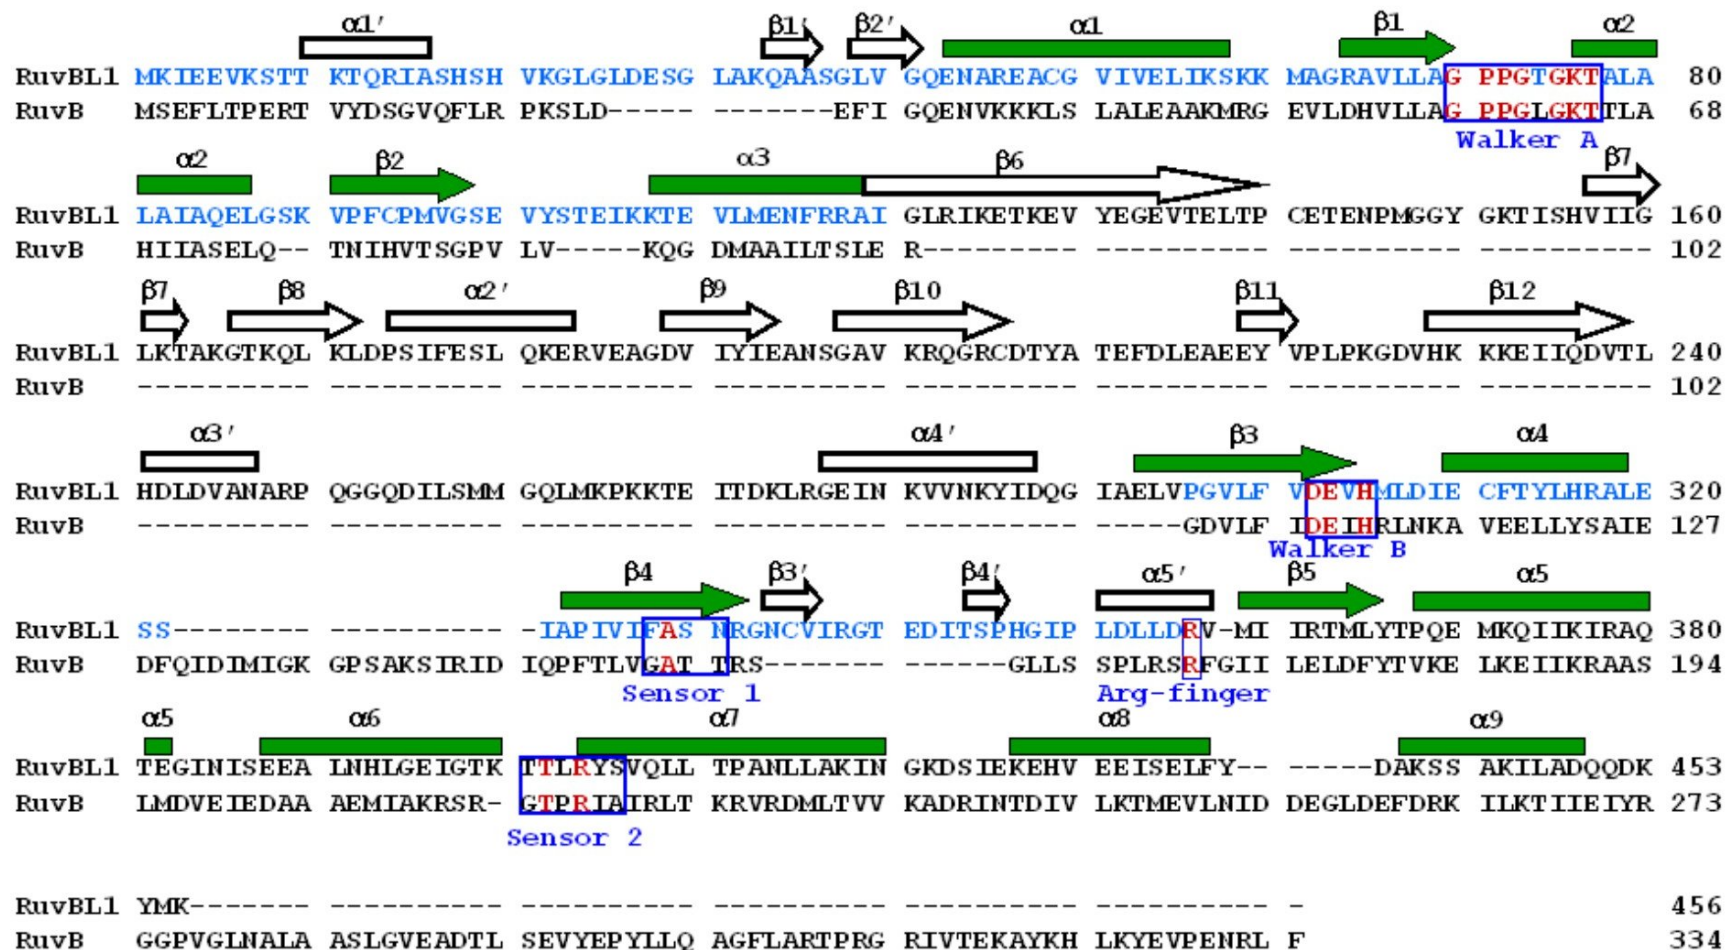 α1′ β1′ β2′ α1 β1 α2
RuvBL1 MKIEEVKSTT KTQRIASHSH VKGLGLDESG LAKQAASGLV GQENAREACG VIVELIKSKK MAGRAVLLAG PPGTGKTALA 80
RuvB MSEFLTPERT VYDSGVQFLR PKSLD----- -------EFI GQENVKKKLS LALEAAKMRG EVLDHVLLAG PPGLGKTTLA 68
Walker A
α2 β2 α3 β6 β7
RuvBL1 LAIAQELGSK VPFCPMVGSE VYSTEIKKTE VLMENFRRAI GLRIKETKEV YEGEVTELTP CETENPMGGY GKTISHVIIG 160
RuvB HIIASELQ-- TNIHVTSGPV LV-----KQG DMAAILTSLE R--------- ---------- ---------- ---------- 102
β7 β8 α2′ β9 β10 β11 β12
RuvBL1 LKTAKGTKQL KLDPSIFESL QKERVEAGDV IYIEANSGAV KRQGRCDTYA TEFDLEAEEY VPLPKGDVHK KKEIIQDVTL 240
RuvB ---------- ---------- ---------- ---------- ---------- ---------- ---------- ---------- 102
α3′ α4′ β3 α4
RuvBL1 HDLDVANARP QGGQDILSMM GQLMKPKKTE ITDKLRGEIN KVVNKYIDQG IAELVPGVLF VDEVHMLDIE CFTYLHRALE 320
RuvB ---------- ---------- ---------- ---------- ---------- -----GDVLF IDEIHRLNKA VEELLYSAIE 127
Walker B
β4 β3′ β4′ α5′ β5 α5
RuvBL1 SS-------- ---------- -IAPIVIFAS NRGNCVIRGT EDITSPHGIP LDLLDRV-MI IRTMLYTPQE MKQIIKIRAQ 380
RuvB DFQIDIMIGK GPSAKSIRID IQPFTLVGAT TRS------- -----GLLS SPLRSRFGII LELDFYTVKE LKEIIKRAAS 194
Sensor 1 Arg-finger
α5 α6 α7 α8 α9
RuvBL1 TEGINISEEA LNHLGEIGTK TTLRYSVQLL TPANLLAKIN GKDSIEKEHV EEISELFY-- -----DAKSS AKILADQQDK 453
RuvB LMDVEIEDAA AEMIAKRSR- GTPRIAIRLT KRVRDMLTVV KADRINTDIV LKTMEVLNID DEGLDEFDRK ILKTIIEIYR 273
Sensor 2
RuvBL1 YMK------- ---------- ---------- ---------- ---------- ---------- - 456
RuvB GGPVGLNALA ASLGVEADTL SEVYEPYLLQ AGFLARTPRG RIVTEKAYKH LKYEVPENRL F 334